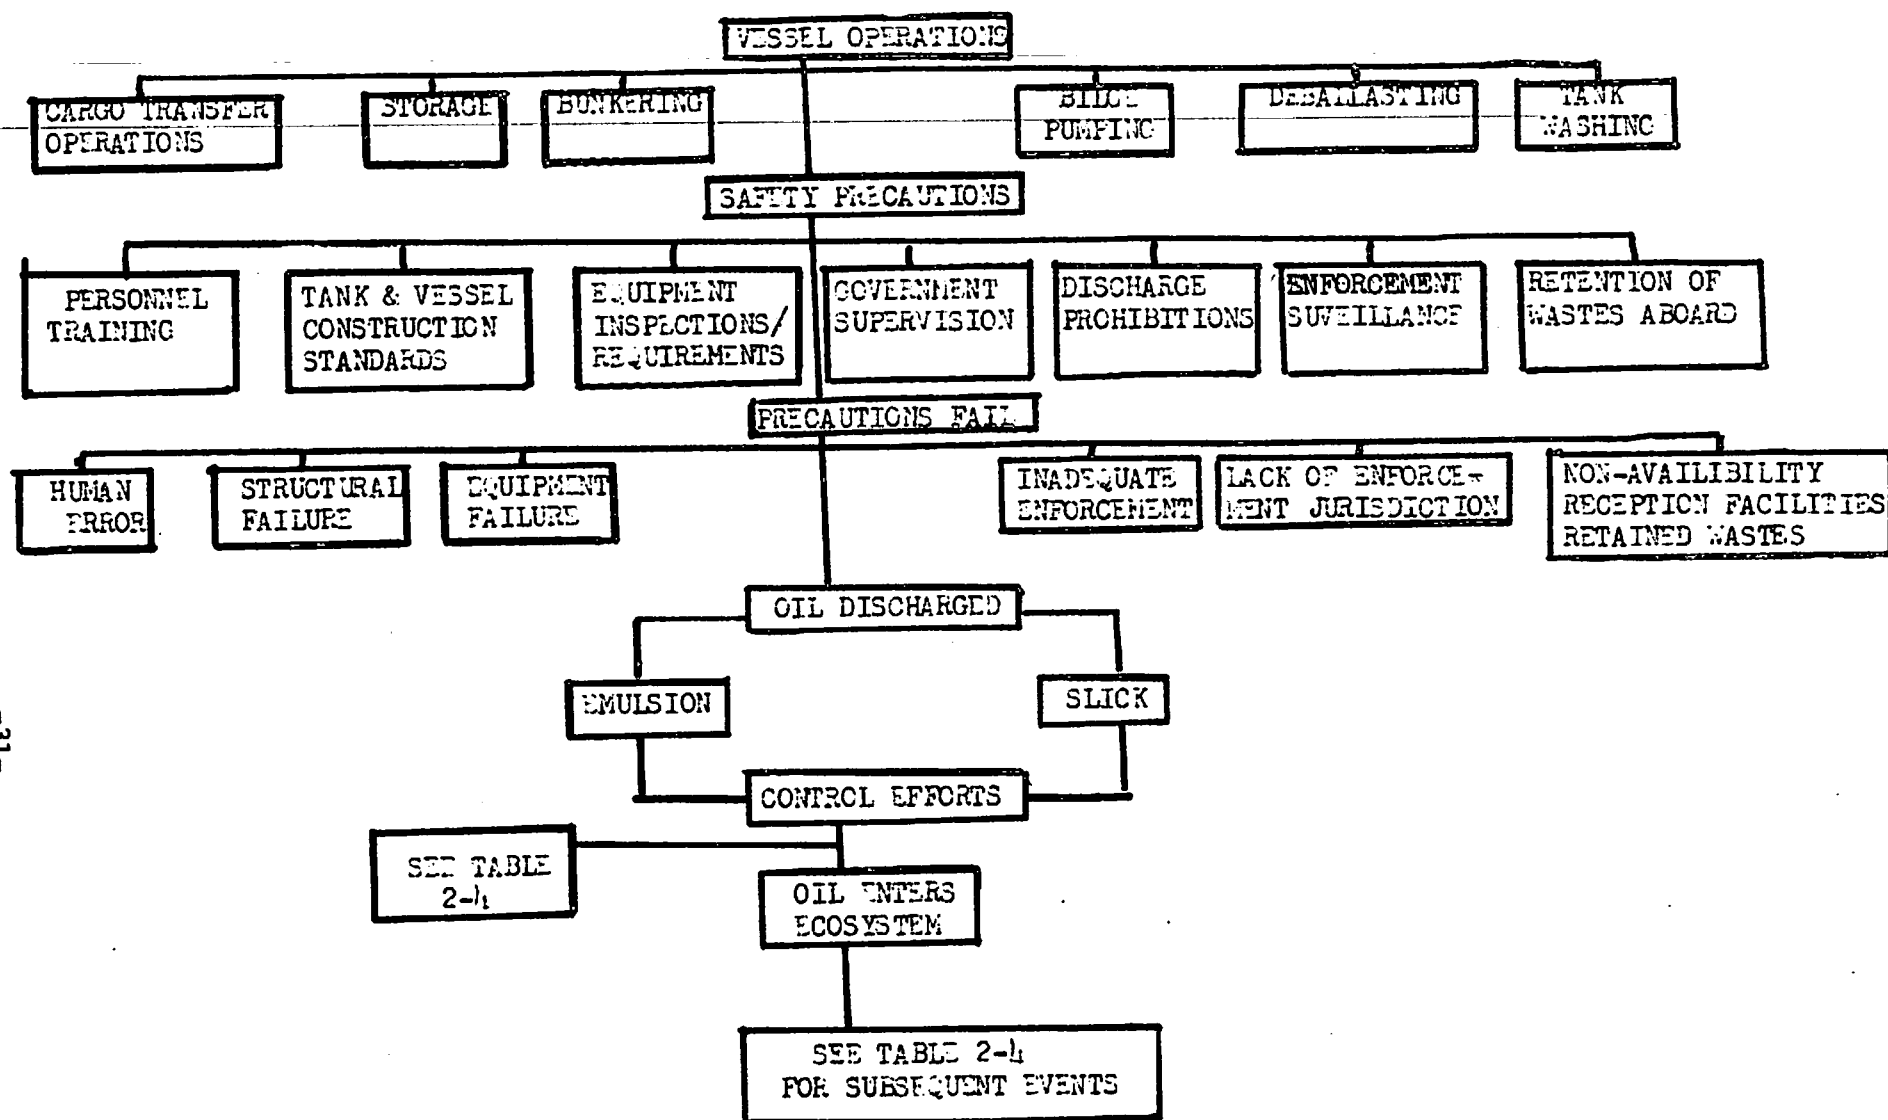 VESSEL OPERATIONS
CARGO TRANSFER
OPERATIONS
STORAGE
BUNKERING
BILGE
PUMPING
DEBALLASTING
TANK
WASHING
SAFETY PRECAUTIONS
PERSONNEL
TRAINING
TANK & VESSEL
CONSTRUCTION
STANDARDS
EQUIPMENT
INSPECTIONS/
REQUIREMENTS
GOVERNMENT
SUPERVISION
DISCHARGE
PROHIBITIONS
ENFORCEMENT
SUVEILLANCE
RETENTION OF
WASTES ABOARD
PRECAUTIONS FAIL
HUMAN
ERROR
STRUCTURAL
FAILURE
EQUIPMENT
FAILURE
INADEQUATE
ENFORCEMENT
LACK OF ENFORCE-
MENT JURISDICTION
NON-AVAILIBILITY
RECEPTION FACILITIES
RETAINED WASTES
OIL DISCHARGED
EMULSION
SLICK
CONTROL EFFORTS
SEE TABLE
2-4
OIL ENTERS
ECOSYSTEM
SEE TABLE 2-4
FOR SUBSEQUENT EVENTS
-31-